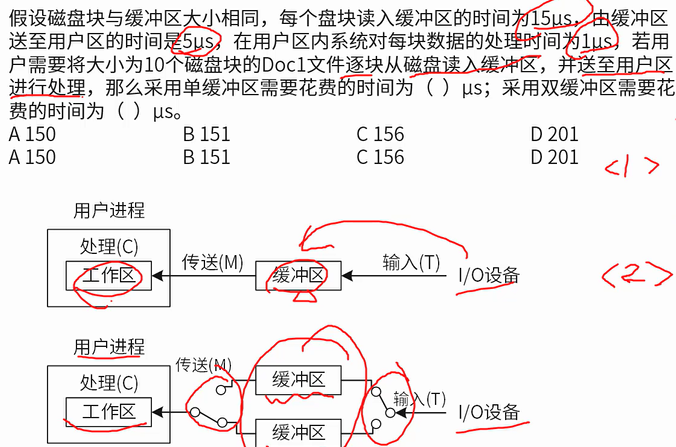 假设磁盘块与缓冲区大小相同，每个盘块读入缓冲区的时间为15μs，由缓冲区
送至用户区的时间是5μs，在用户区内系统对每块数据的处理时间为1μs，若用
户需要将大小为10个磁盘块的Doc1文件逐块从磁盘读入缓冲区，并送至用户区
进行处理，那么采用单缓冲区需要花费的时间为（ ）μs；采用双缓冲区需要花
费的时间为（ ）μs。
A 150 B 151 C 156 D 201
A 150 B 151 C 156 D 201
<1>
用户进程
处理(C)
工作区 传送(M) 缓冲区 输入(T) I/O设备
<2>
用户进程
处理(C)
工作区 传送(M) 缓冲区 输入(T) I/O设备
缓冲区